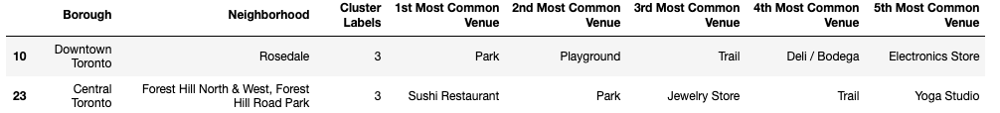 Borough Neighborhood Cluster Labels 1st Most Common Venue 2nd Most Common Venue 3rd Most Common Venue 4th Most Common Venue 5th Most Common Venue
10 Downtown Toronto Rosedale 3 Park Playground Trail Deli / Bodega Electronics Store
23 Central Toronto Forest Hill North & West, Forest Hill Road Park 3 Sushi Restaurant Park Jewelry Store Trail Yoga Studio